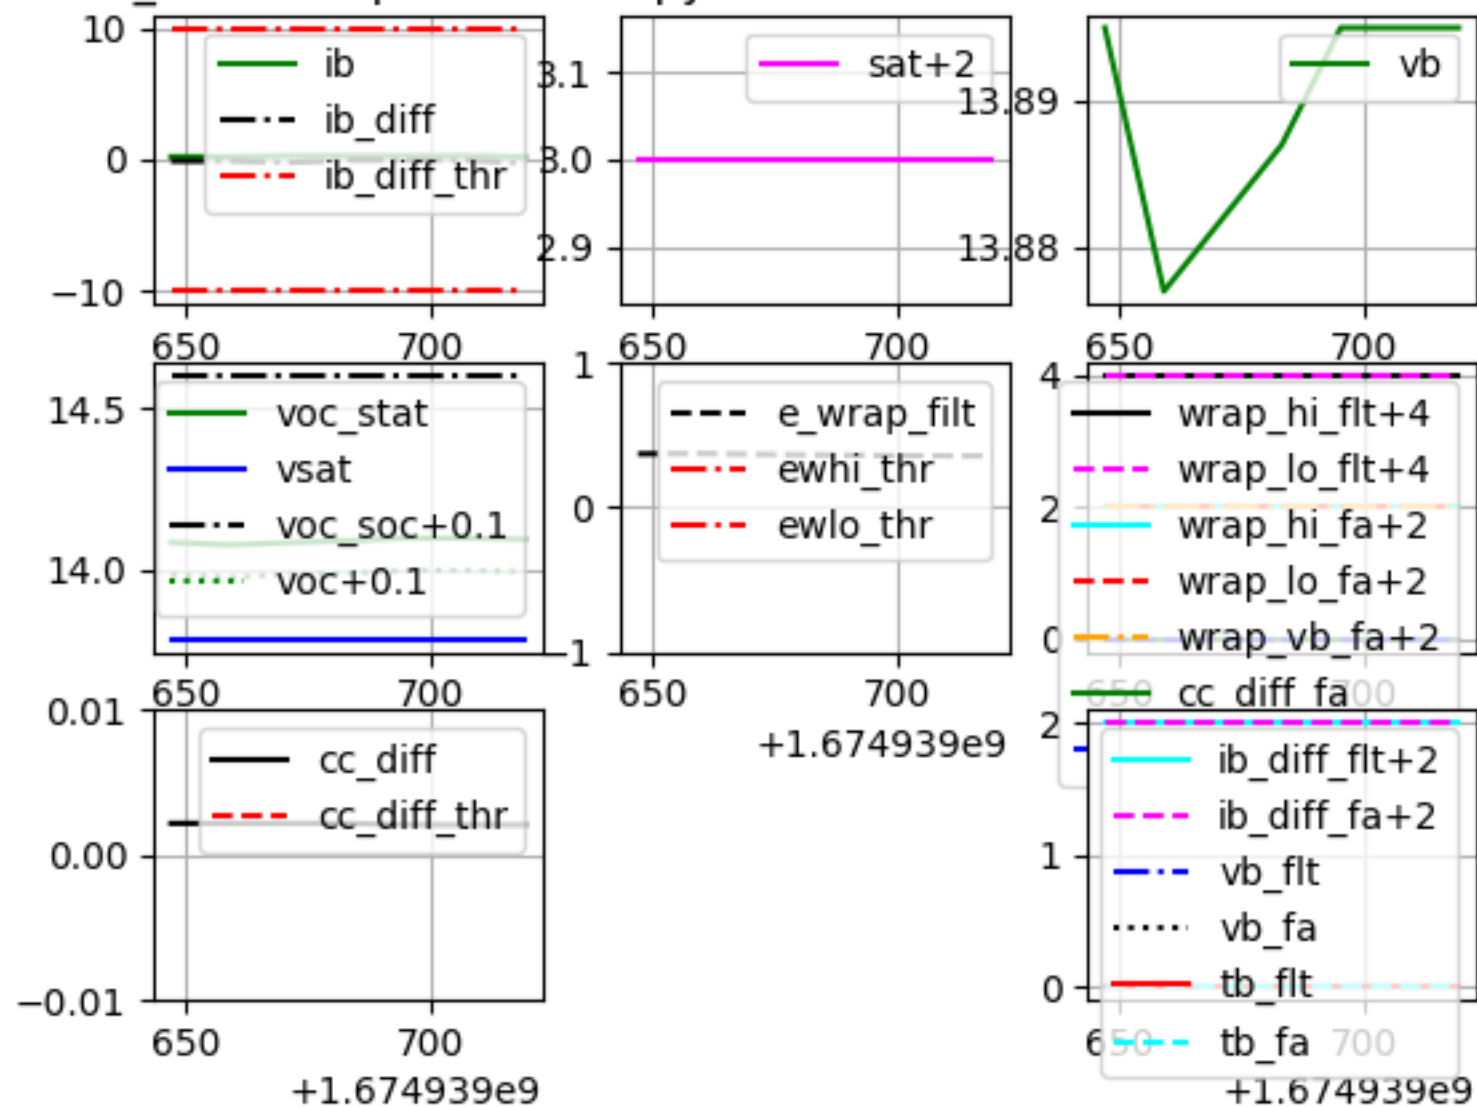 10
0
−10
ib
ib_diff
ib_diff_thr
650
700
3.1
3.0
2.9
sat+2
650
700
13.89
13.88
vb
650
700
14.5
14.0
voc_stat
vsat
voc_soc+0.1
voc+0.1
650
700
1
0
−1
e_wrap_filt
ewhi_thr
ewlo_thr
650
700
+1.674939e9
4
2
0
wrap_hi_flt+4
wrap_lo_flt+4
wrap_hi_fa+2
wrap_lo_fa+2
wrap_vb_fa+2
cc_diff_fa
650
700
0.01
0.00
−0.01
cc_diff
cc_diff_thr
650
700
+1.674939e9
2
1
0
ib_diff_flt+2
ib_diff_fa+2
vb_flt
vb_fa
tb_flt
tb_fa
650
700
+1.674939e9